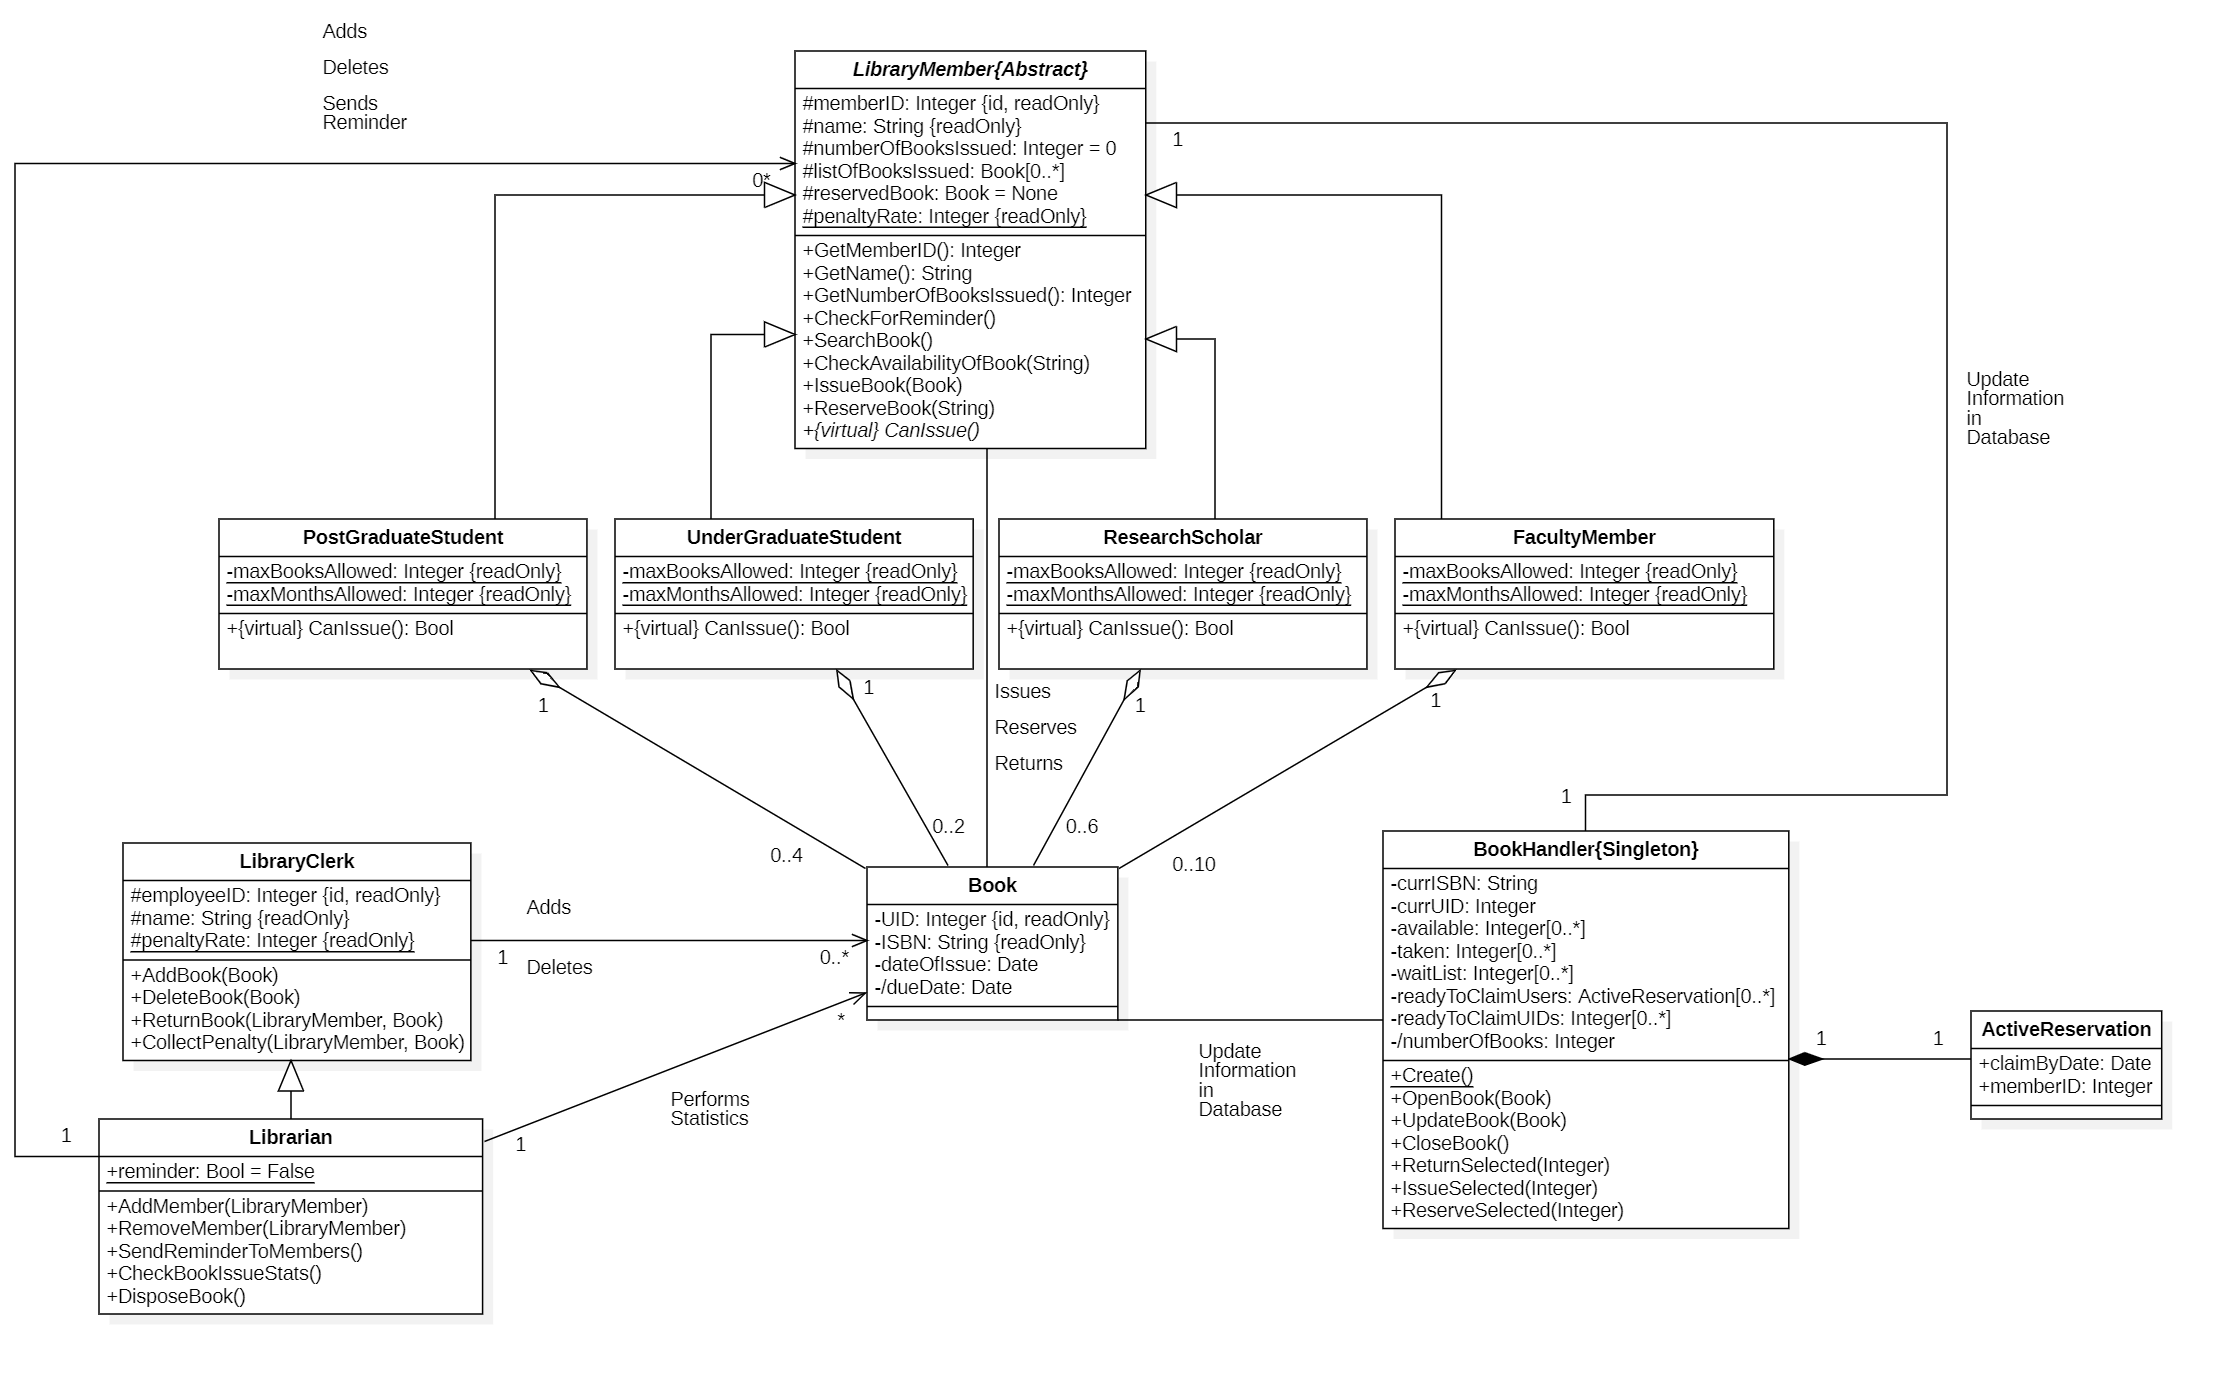 Adds
Deletes
Sends
Reminder
LibraryMember{Abstract}
#memberID: Integer {id, readOnly}
#name: String {readOnly}
#numberOfBooksIssued: Integer = 0
#listOfBooksIssued: Book[0..*]
#reservedBook: Book = None
#penaltyRate: Integer {readOnly}
+GetMemberID(): Integer
+GetName(): String
+GetNumberOfBooksIssued(): Integer
+CheckForReminder()
+SearchBook()
+CheckAvailabilityOfBook(String)
+IssueBook(Book)
+ReserveBook(String)
+{virtual} CanIssue()
0*
1
Update
Information
in
Database
PostGraduateStudent
-maxBooksAllowed: Integer {readOnly}
-maxMonthsAllowed: Integer {readOnly}
+{virtual} CanIssue(): Bool
UnderGraduateStudent
-maxBooksAllowed: Integer {readOnly}
-maxMonthsAllowed: Integer {readOnly}
+{virtual} CanIssue(): Bool
ResearchScholar
-maxBooksAllowed: Integer {readOnly}
-maxMonthsAllowed: Integer {readOnly}
+{virtual} CanIssue(): Bool
FacultyMember
-maxBooksAllowed: Integer {readOnly}
-maxMonthsAllowed: Integer {readOnly}
+{virtual} CanIssue(): Bool
1
1
Issues
Reserves
Returns
1
1
0..4
0..2
0..6
0..10
1
LibraryClerk
#employeeID: Integer {id, readOnly}
#name: String {readOnly}
#penaltyRate: Integer {readOnly}
+AddBook(Book)
+DeleteBook(Book)
+ReturnBook(LibraryMember, Book)
+CollectPenalty(LibraryMember, Book)
Adds
1
Deletes
0..*
Book
-UID: Integer {id, readOnly}
-ISBN: String {readOnly}
-dateOfIssue: Date
-/dueDate: Date
*
Performs
Statistics
1
Update
Information
in
Database
BookHandler{Singleton}
-currISBN: String
-currUID: Integer
-available: Integer[0..*]
-taken: Integer[0..*]
-waitList: Integer[0..*]
-readyToClaimUsers: ActiveReservation[0..*]
-readyToClaimUIDs: Integer[0..*]
-/numberOfBooks: Integer
+Create()
+OpenBook(Book)
+UpdateBook(Book)
+CloseBook()
+ReturnSelected(Integer)
+IssueSelected(Integer)
+ReserveSelected(Integer)
1
1
ActiveReservation
+claimByDate: Date
+memberID: Integer
1
Librarian
+reminder: Bool = False
+AddMember(LibraryMember)
+RemoveMember(LibraryMember)
+SendReminderToMembers()
+CheckBookIssueStats()
+DisposeBook()